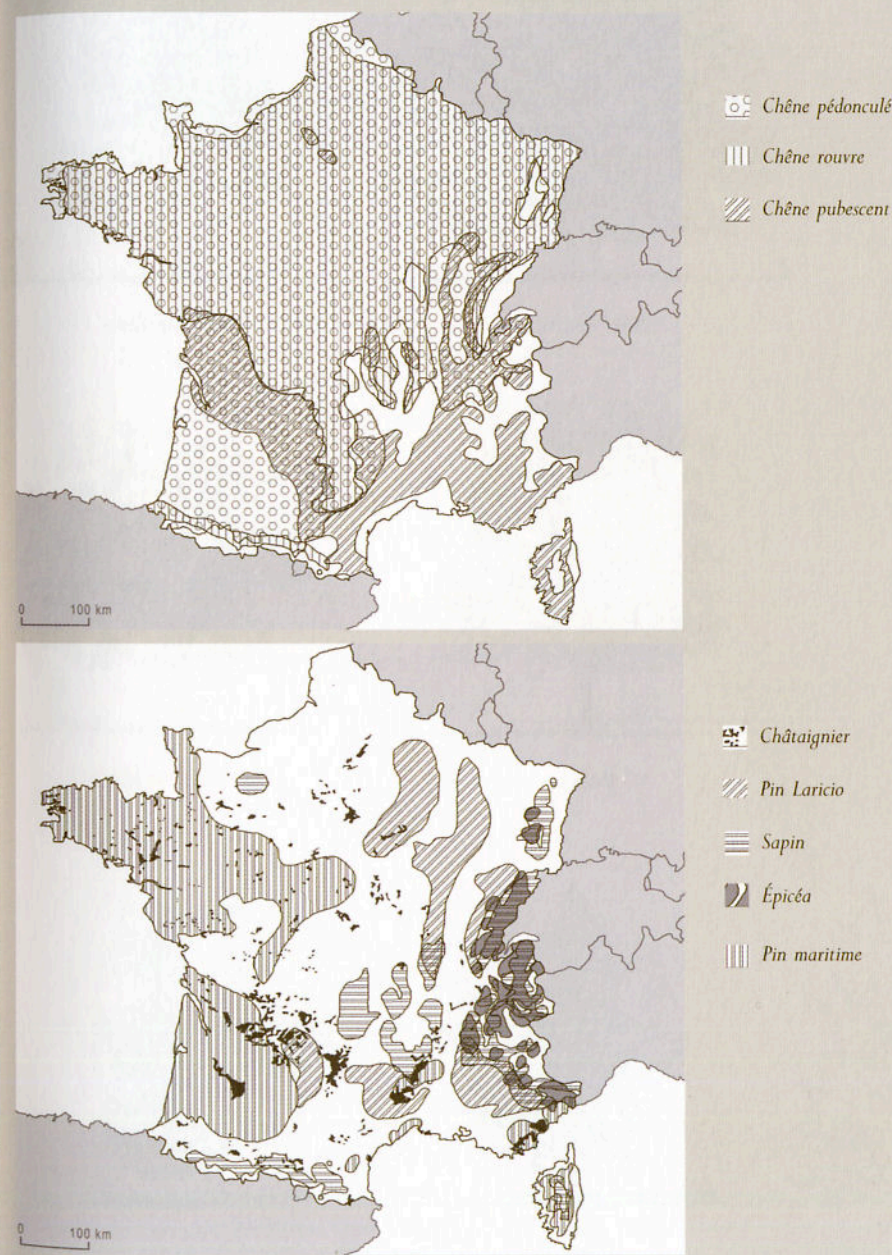 Chêne pédonculé
Chêne rouvre
Chêne pubescent
0 100 km
Châtaignier
Pin Laricio
Sapin
Épicéa
Pin maritime
0 100 km